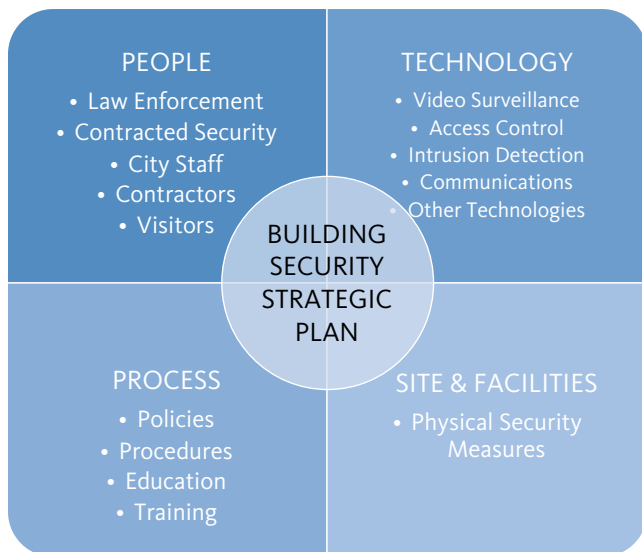 PEOPLE
• Law Enforcement
• Contracted Security
• City Staff
• Contractors
• Visitors
TECHNOLOGY
• Video Surveillance
• Access Control
• Intrusion Detection
• Communications
• Other Technologies
BUILDING
SECURITY
STRATEGIC
PLAN
PROCESS
• Policies
• Procedures
• Education
• Training
SITE & FACILITIES
• Physical Security
Measures